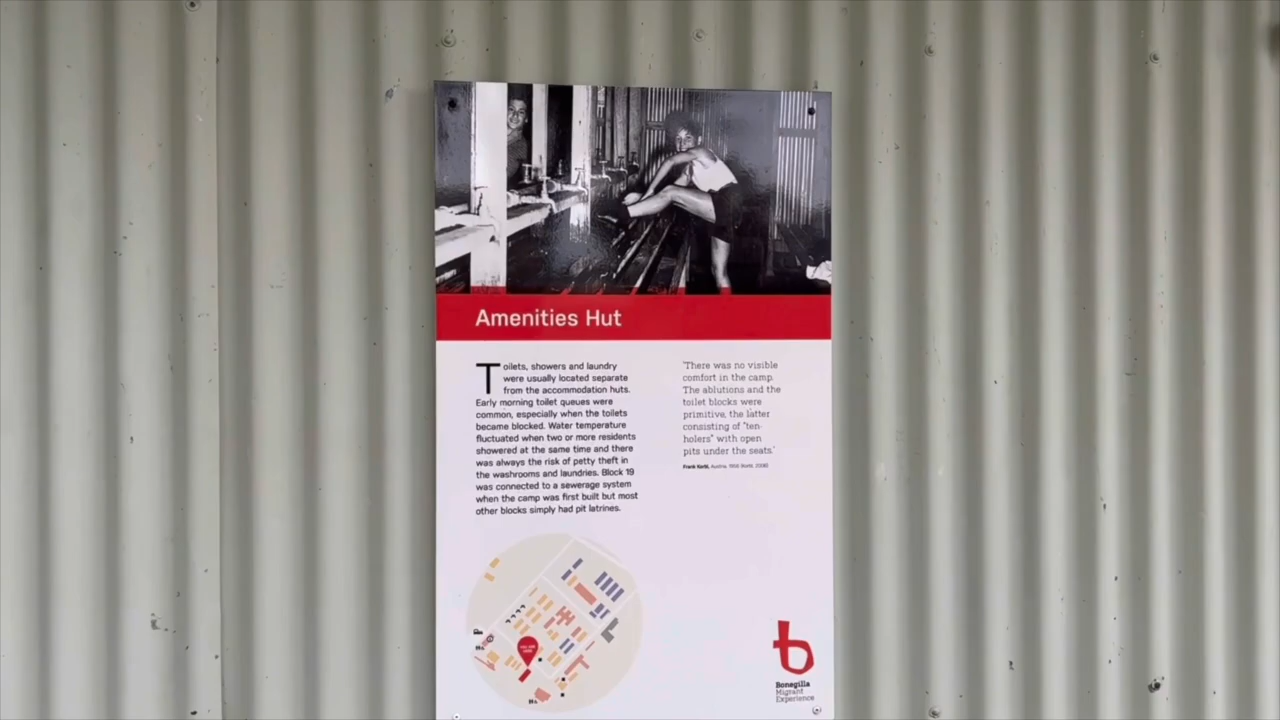 Amenities Hut
Toilets, showers and laundry
were usually located separate
from the accommodation huts.
Early morning toilet queues were
common, especially when the toilets
became blocked. Water temperature
fluctuated when two or more residents
showered at the same time and there
was always the risk of petty theft in
the washrooms and laundries. Block 19
was connected to a sewerage system
when the camp was first built but most
other blocks simply had pit latrines.
'There was no visible
comfort in the camp.
The ablutions and the
toilet blocks were
primitive, the latter
consisting of "ten-
holers" with open
pits under the seats.'
YOU ARE
HERE
Bonegilla
Migrant
Experience